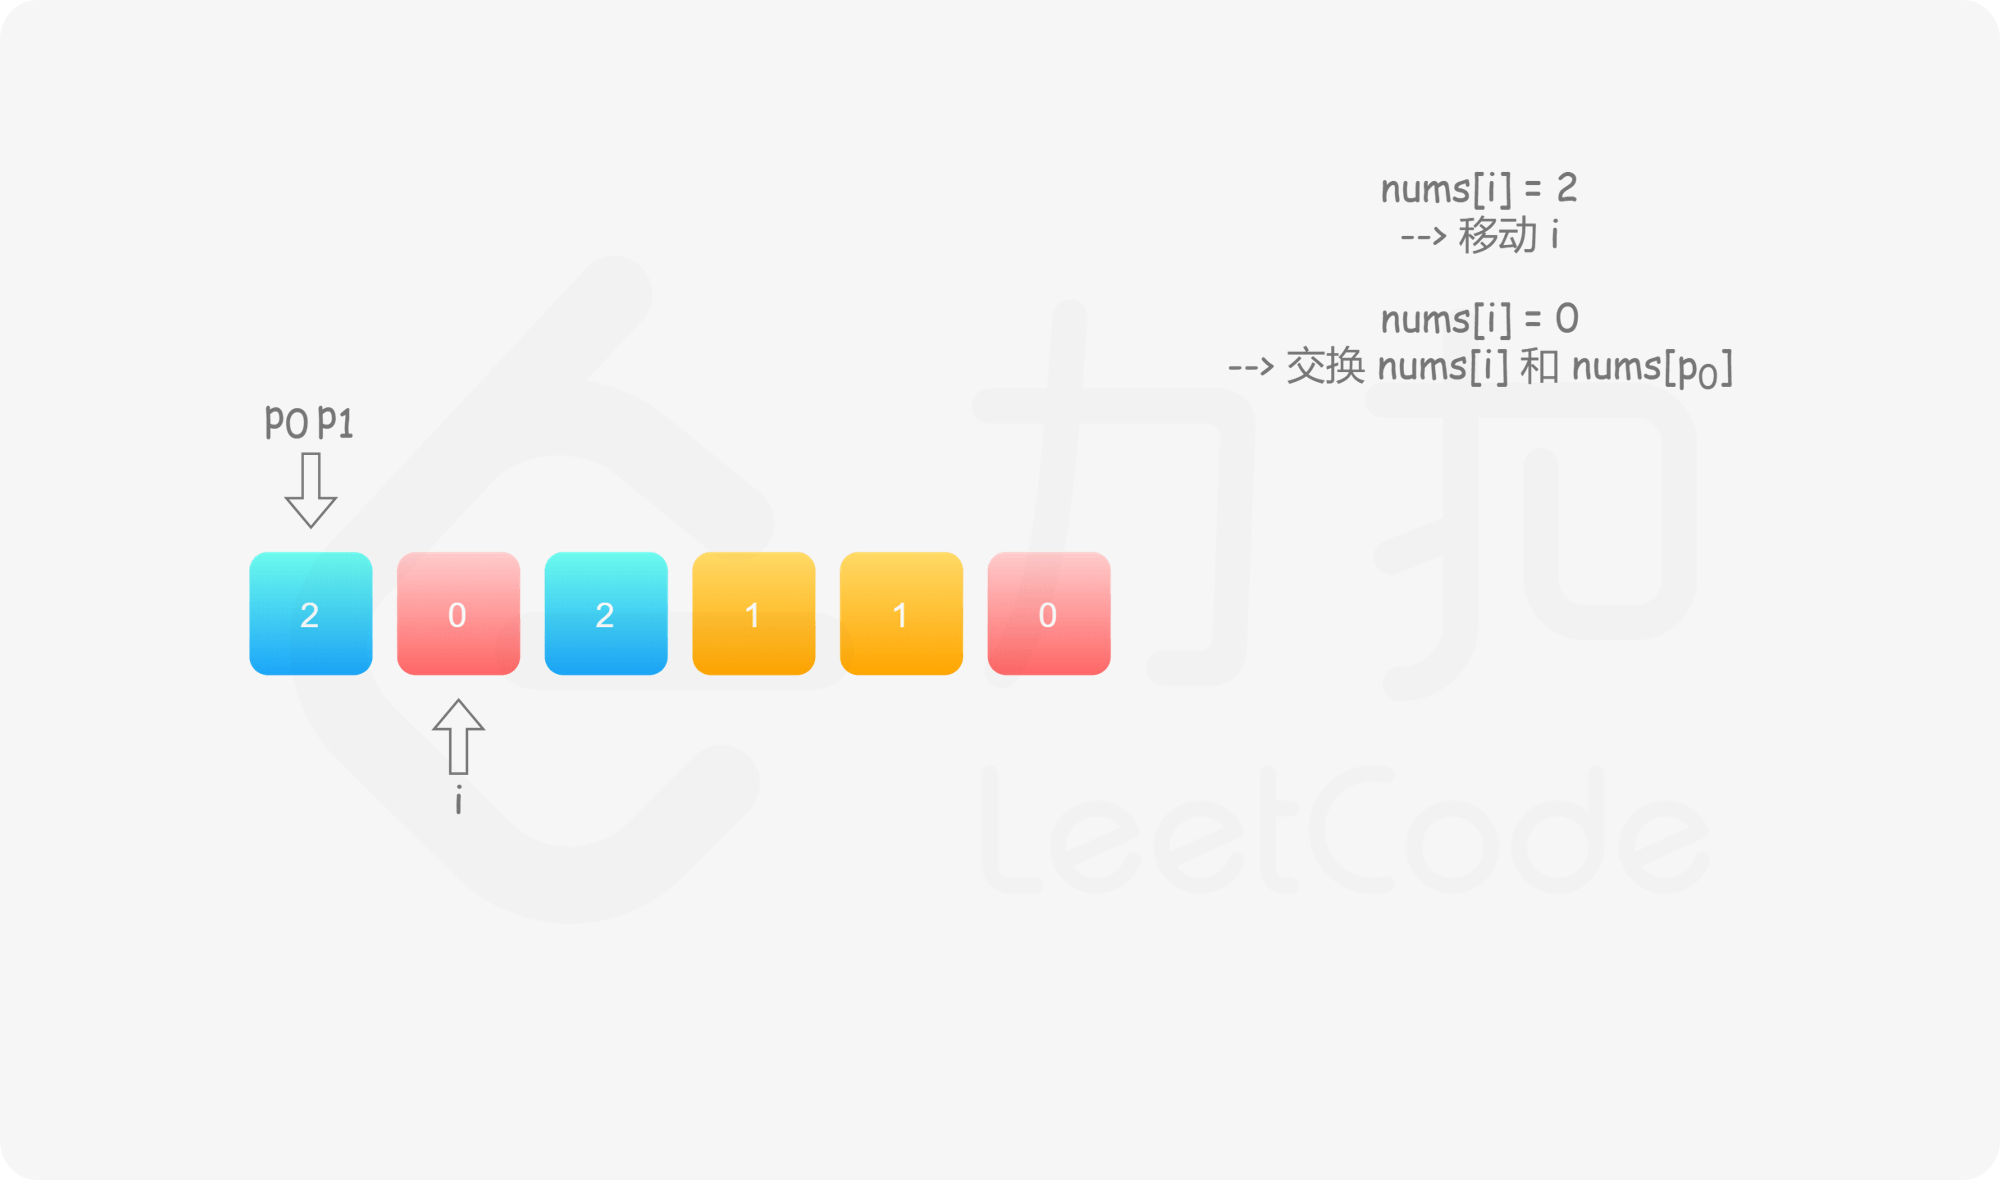 nums[i] = 2
--> 移动 i
nums[i] = 0
--> 交换 nums[i] 和 nums[p0]
p0 p1
2 0 2 1 1 0
i
力扣
LeetCode